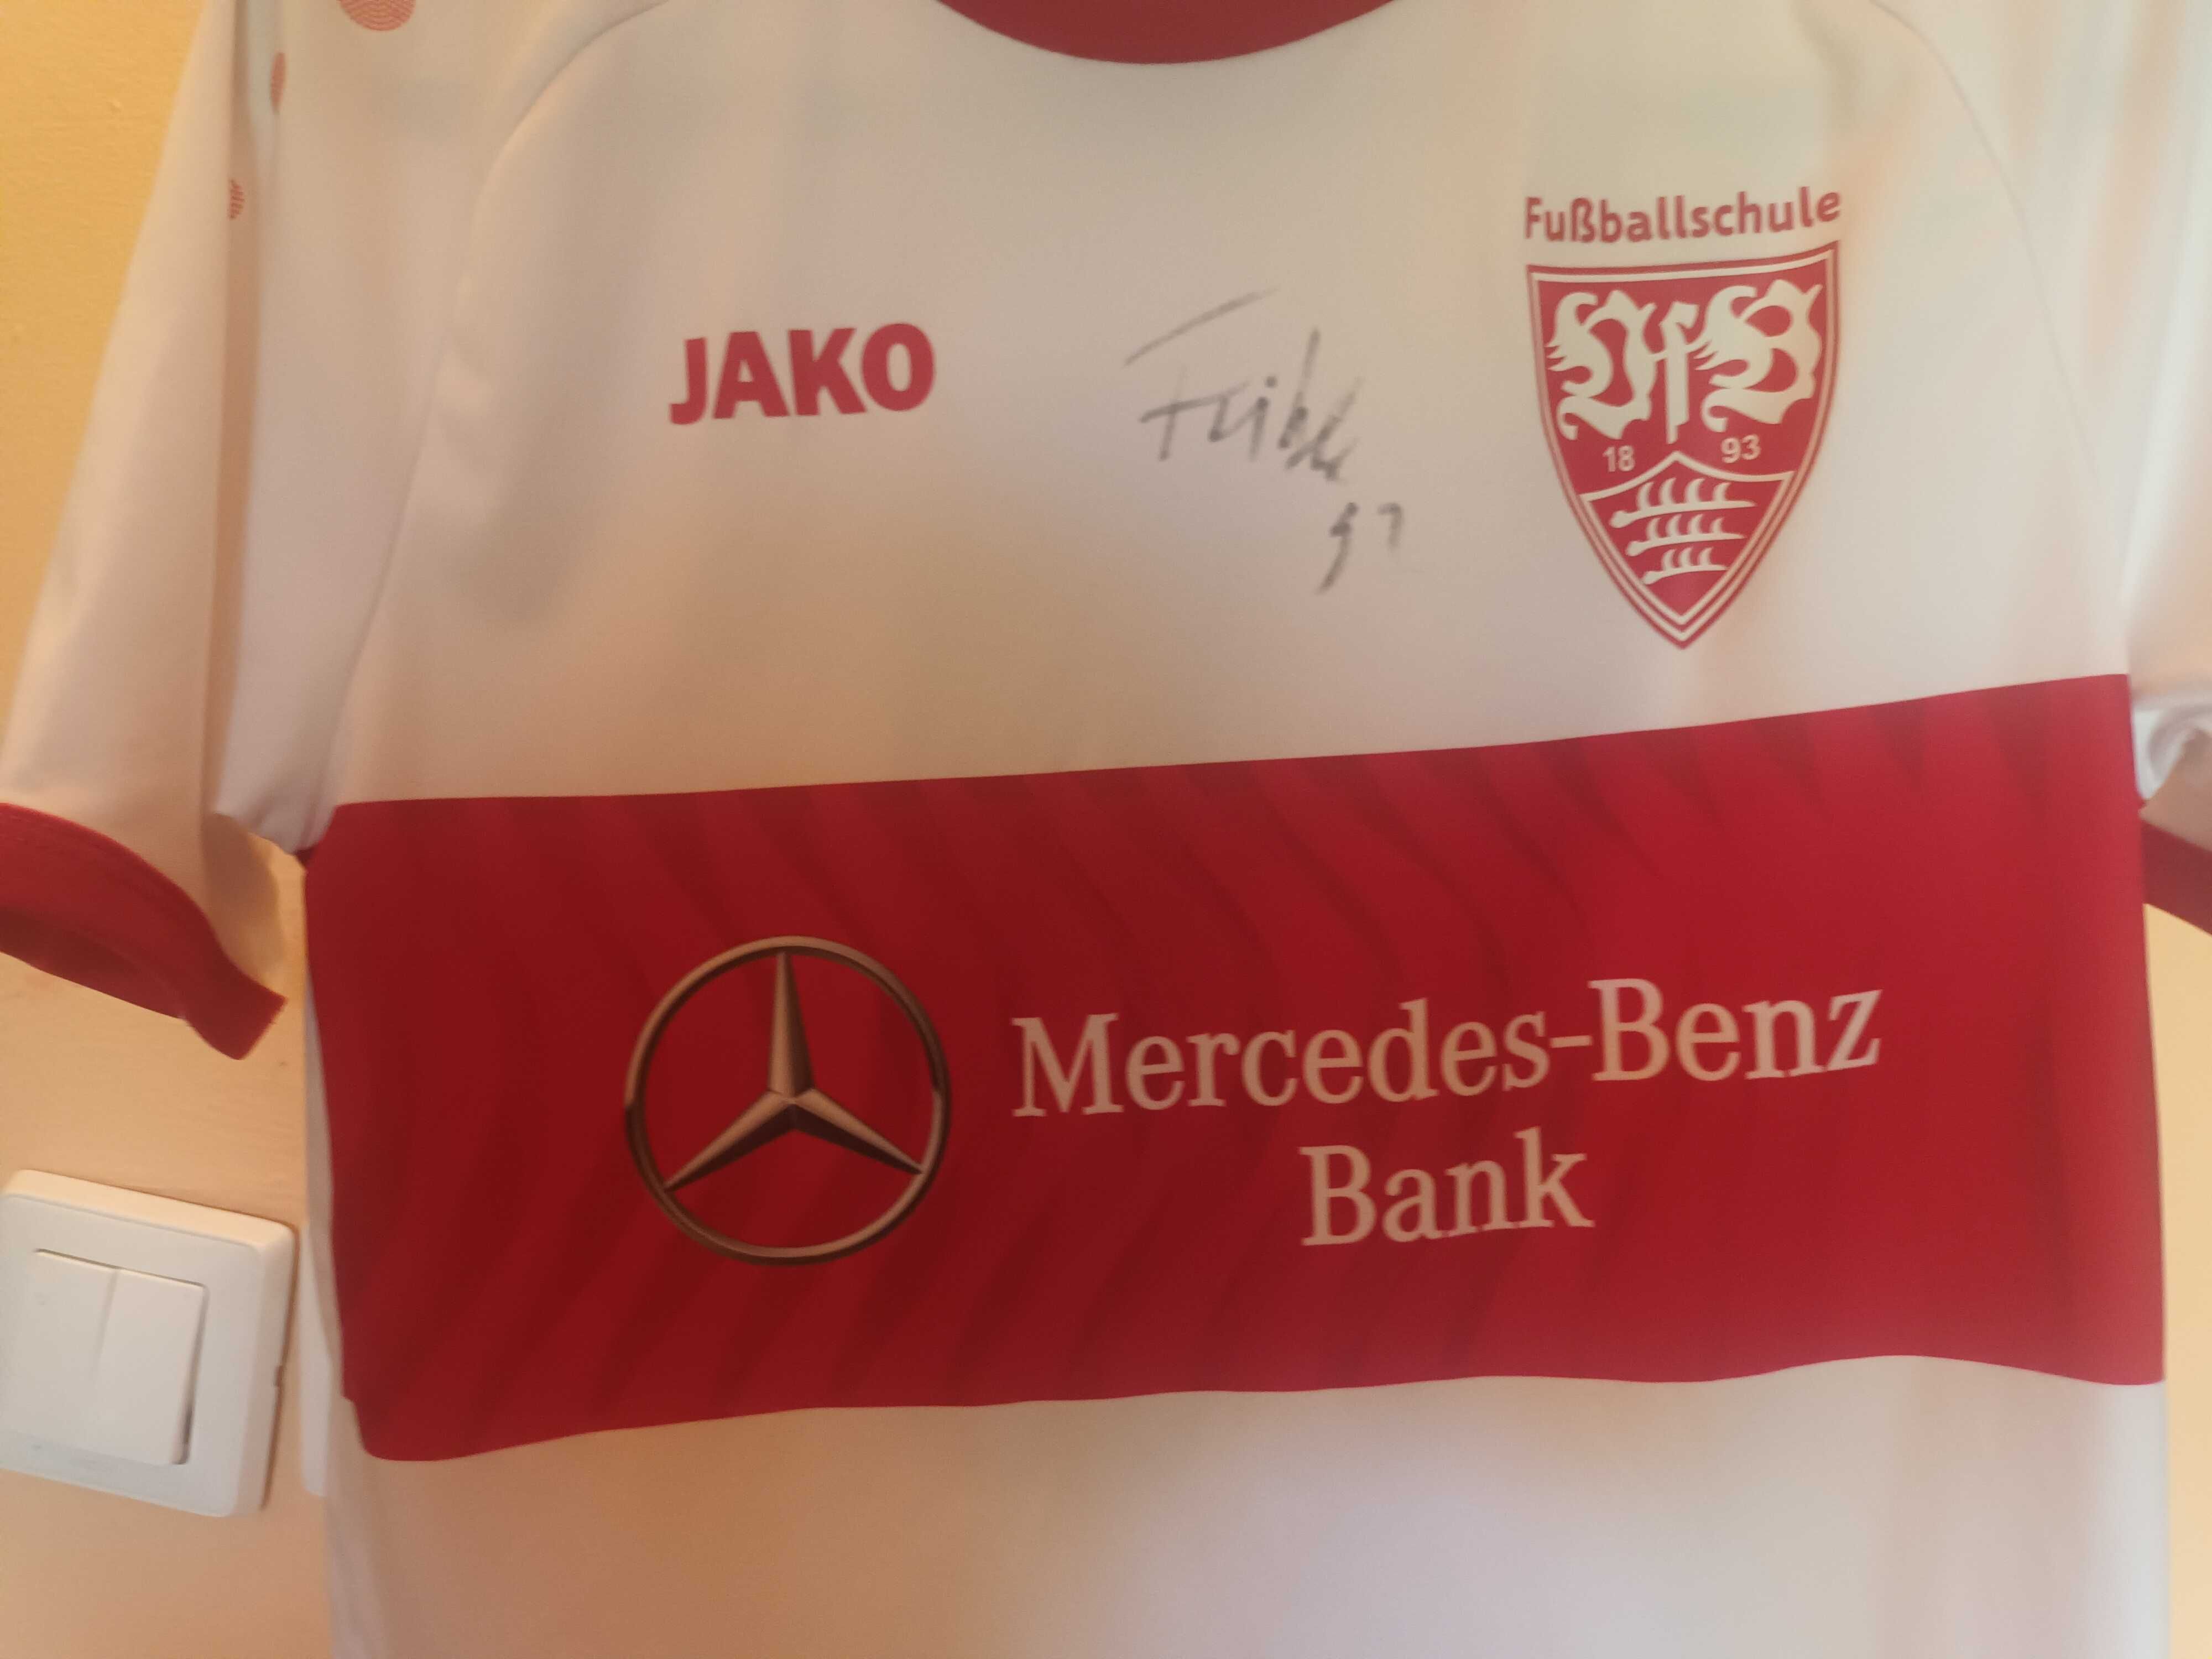 Fußballschule
JAKO
VfB
18 93
Mercedes-Benz
Bank